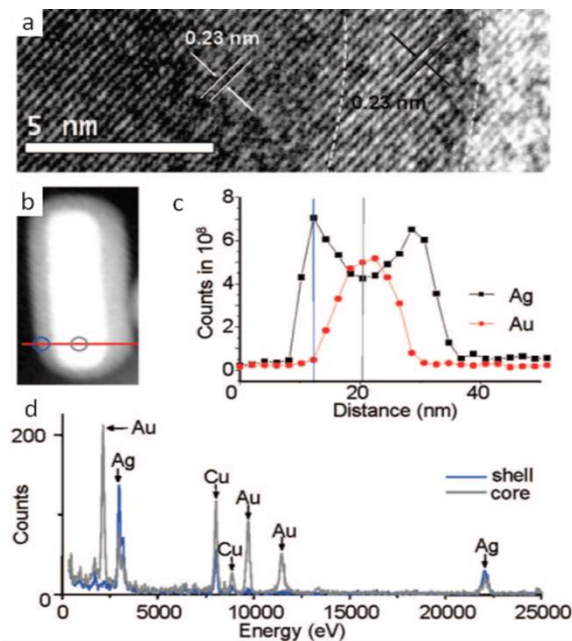 a
0.23 nm
0.23 nm
5 nm
b
c
Counts in 10⁸
8
6
4
2
0
Ag
Au
0 20 40
Distance (nm)
d
Counts
200
0
Au
Ag
Cu
Cu
Au
Au
Ag
shell
core
0 5000 10000 15000 20000 25000
Energy (eV)